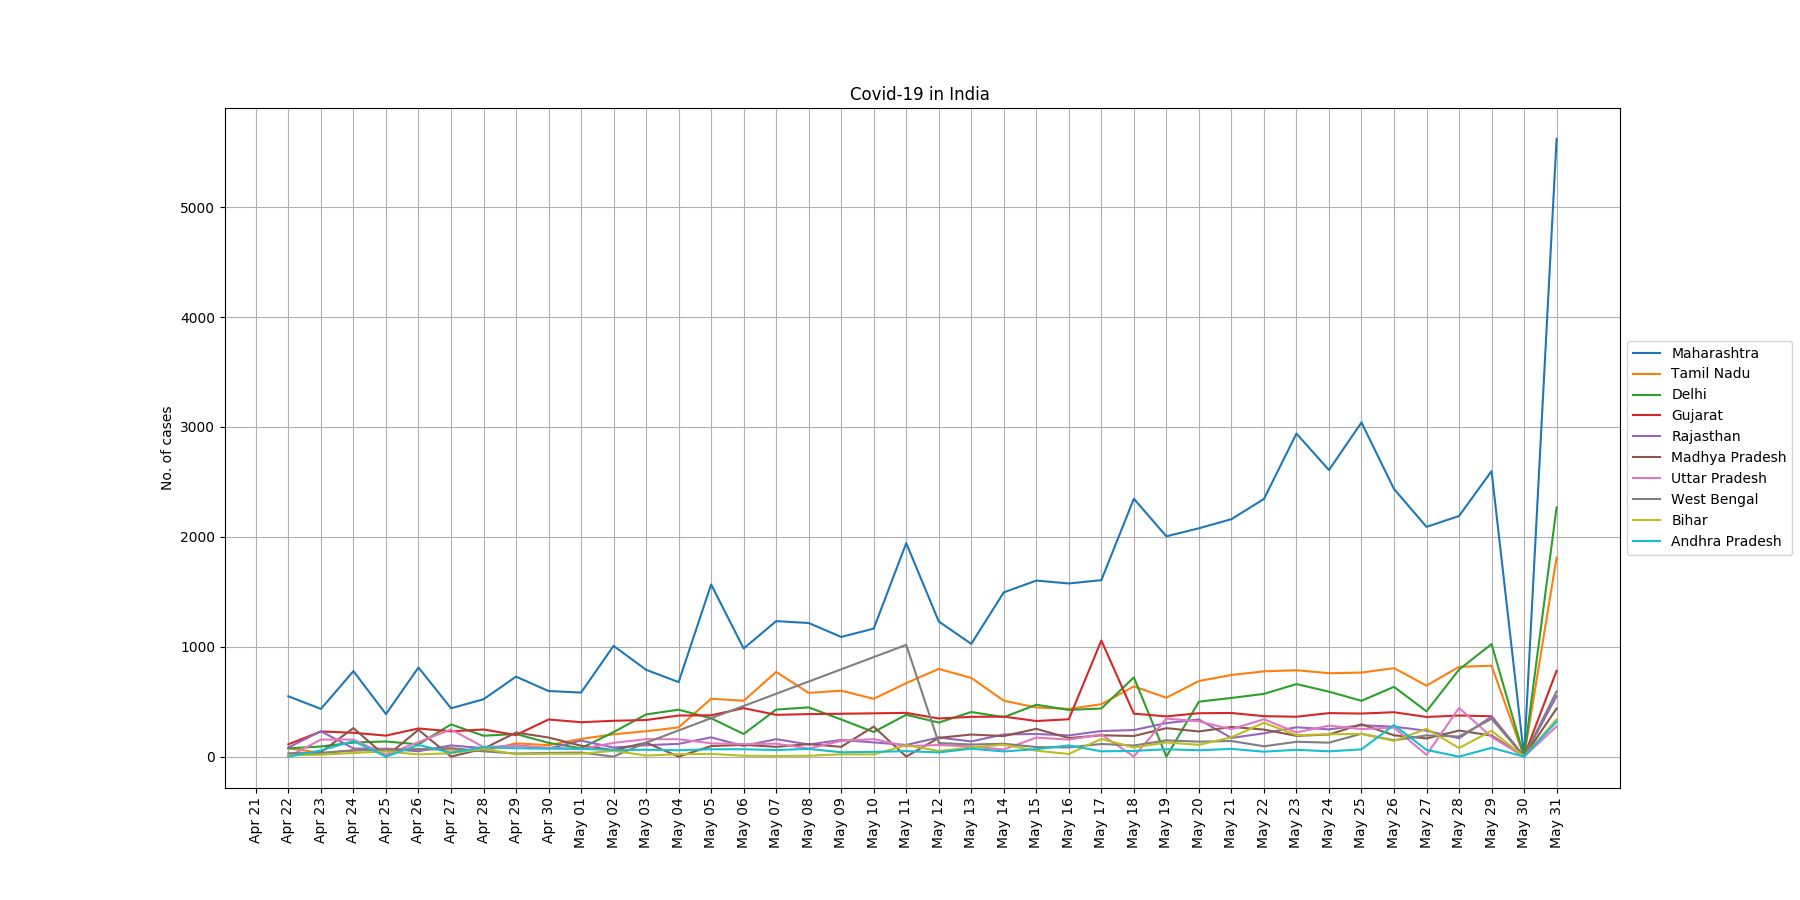 Covid-19 in India
No. of cases
5000
4000
3000
2000
1000
0
Apr 21
Apr 22
Apr 23
Apr 24
Apr 25
Apr 26
Apr 27
Apr 28
Apr 29
Apr 30
May 01
May 02
May 03
May 04
May 05
May 06
May 07
May 08
May 09
May 10
May 11
May 12
May 13
May 14
May 15
May 16
May 17
May 18
May 19
May 20
May 21
May 22
May 23
May 24
May 25
May 26
May 27
May 28
May 29
May 30
May 31
Maharashtra
Tamil Nadu
Delhi
Gujarat
Rajasthan
Madhya Pradesh
Uttar Pradesh
West Bengal
Bihar
Andhra Pradesh